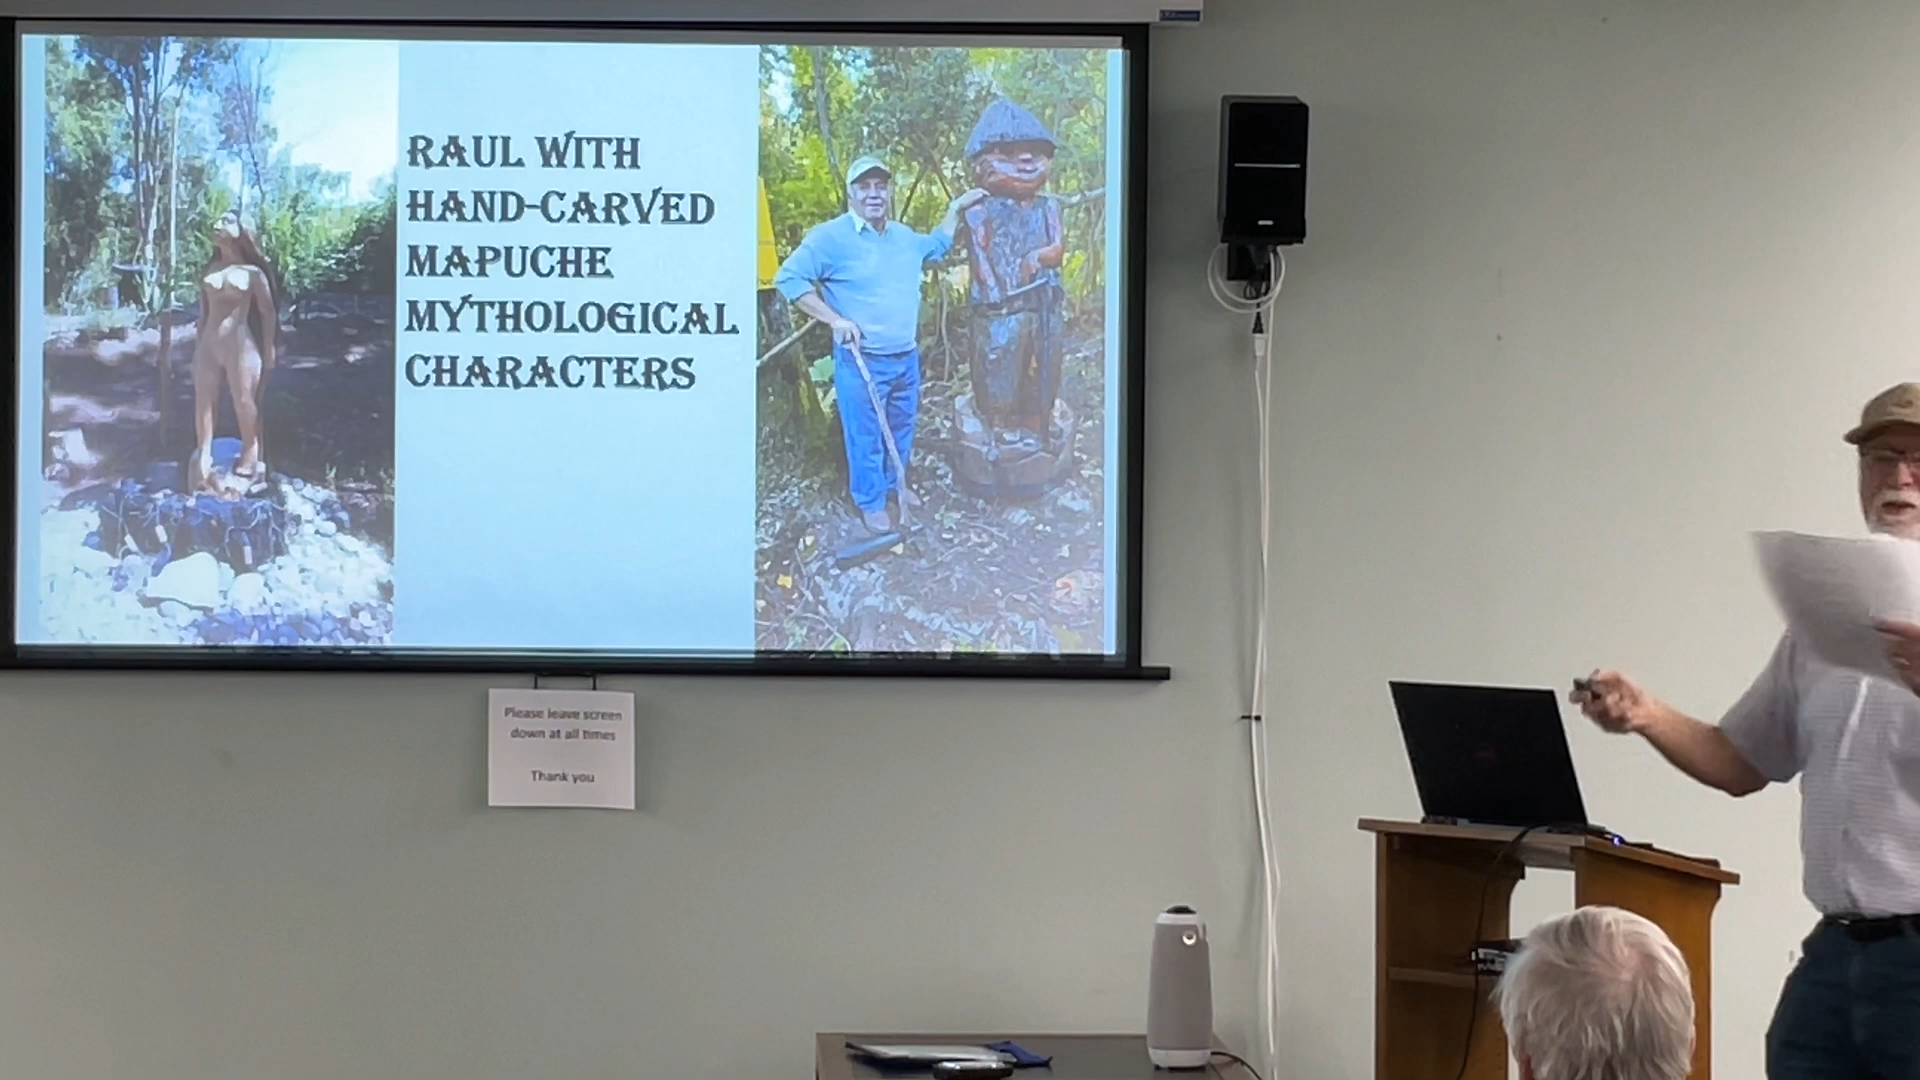 RAUL WITH
HAND-CARVED
MAPUCHE
MYTHOLOGICAL
CHARACTERS
Please leave screen
down at all times
Thank you